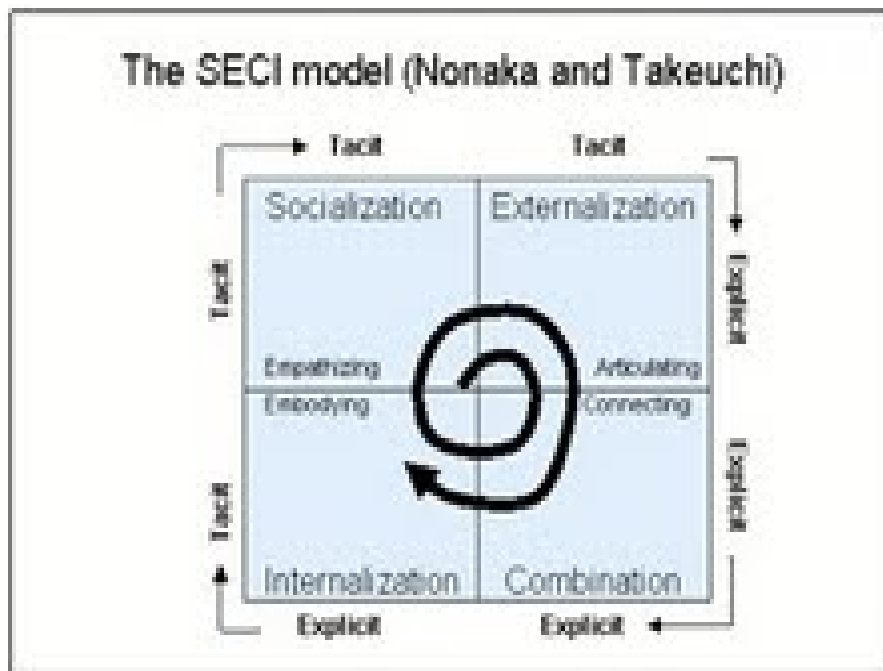 The SECI model (Nonaka and Takeuchi)
Tacit Tacit
Socialization Externalization
Tacit Explicit
Empathizing Articulating
Embodying Connecting
Tacit Explicit
Internalization Combination
Explicit Explicit